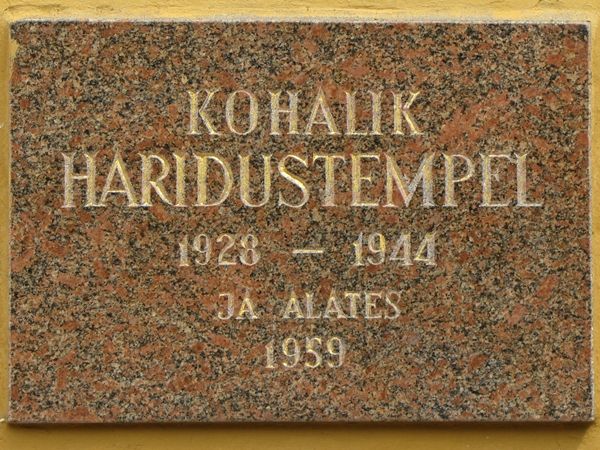 KOHALIK
HARIDUSTEMPEL
1928 — 1944
JA ALATES
1959